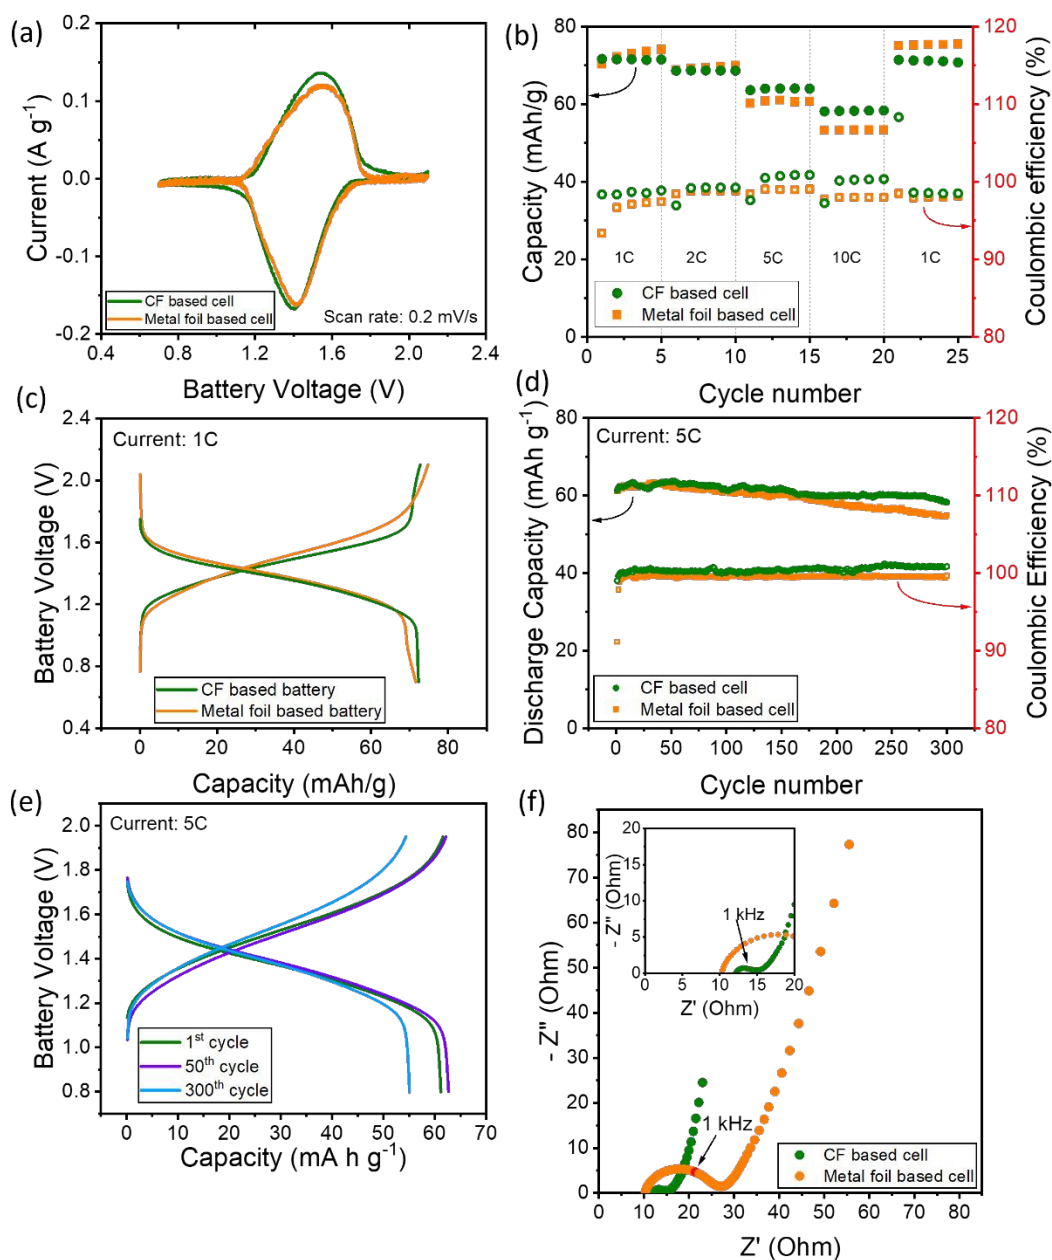 (a)
0.2
0.1
0.0
-0.1
-0.2
Current (A g⁻¹)
CF based cell
Metal foil based cell
Scan rate: 0.2 mV/s
0.4 0.8 1.2 1.6 2.0 2.4
Battery Voltage (V)
(b)
80
60
40
20
0
Capacity (mAh/g)
1C 2C 5C 10C 1C
CF based cell
Metal foil based cell
120
110
100
90
80
Coulombic efficiency (%)
0 5 10 15 20 25
Cycle number
(c)
Current: 1C
2.4
2.0
1.6
1.2
0.8
0.4
Battery Voltage (V)
CF based battery
Metal foil based battery
0 20 40 60 80
Capacity (mAh/g)
(d)
Current: 5C
80
60
40
20
0
Discharge Capacity (mAh g⁻¹)
CF based cell
Metal foil based cell
120
110
100
90
80
Coulombic Efficiency (%)
0 50 100 150 200 250 300
Cycle number
(e)
Current: 5C
2.0
1.8
1.6
1.4
1.2
1.0
0.8
Battery Voltage (V)
1st cycle
50th cycle
300th cycle
0 10 20 30 40 50 60 70
Capacity (mA h g⁻¹)
(f)
80
75
70
65
60
55
50
45
40
35
30
25
20
15
10
5
0
- Z" (Ohm)
20
15
10
5
0
- Z" (Ohm)
1 kHz
0 5 10 15 20
Z' (Ohm)
1 kHz
CF based cell
Metal foil based cell
0 10 20 30 40 50 60 70 80
Z' (Ohm)